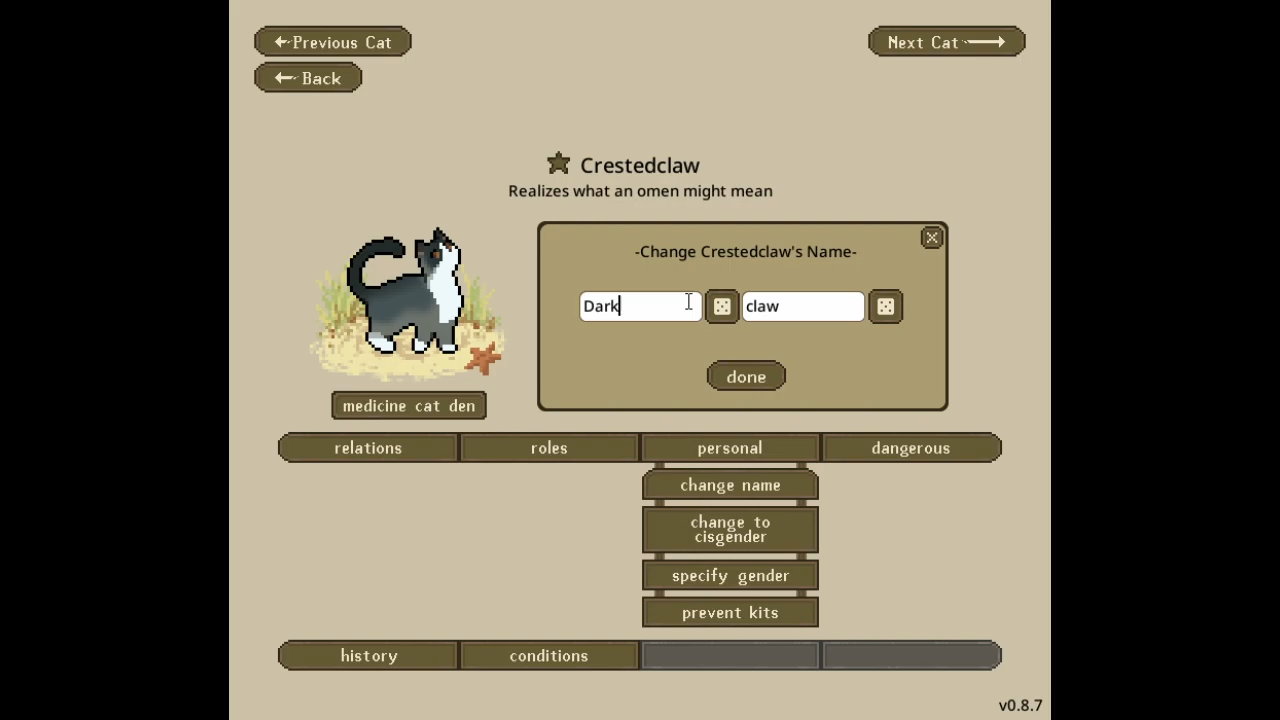 Previous Cat
Next Cat
Back
Crestedclaw
Realizes what an omen might mean
-Change Crestedclaw's Name-
Dark
claw
done
medicine cat den
relations
roles
personal
dangerous
change name
change to
cisgender
specify gender
prevent kits
history
conditions
v0.8.7